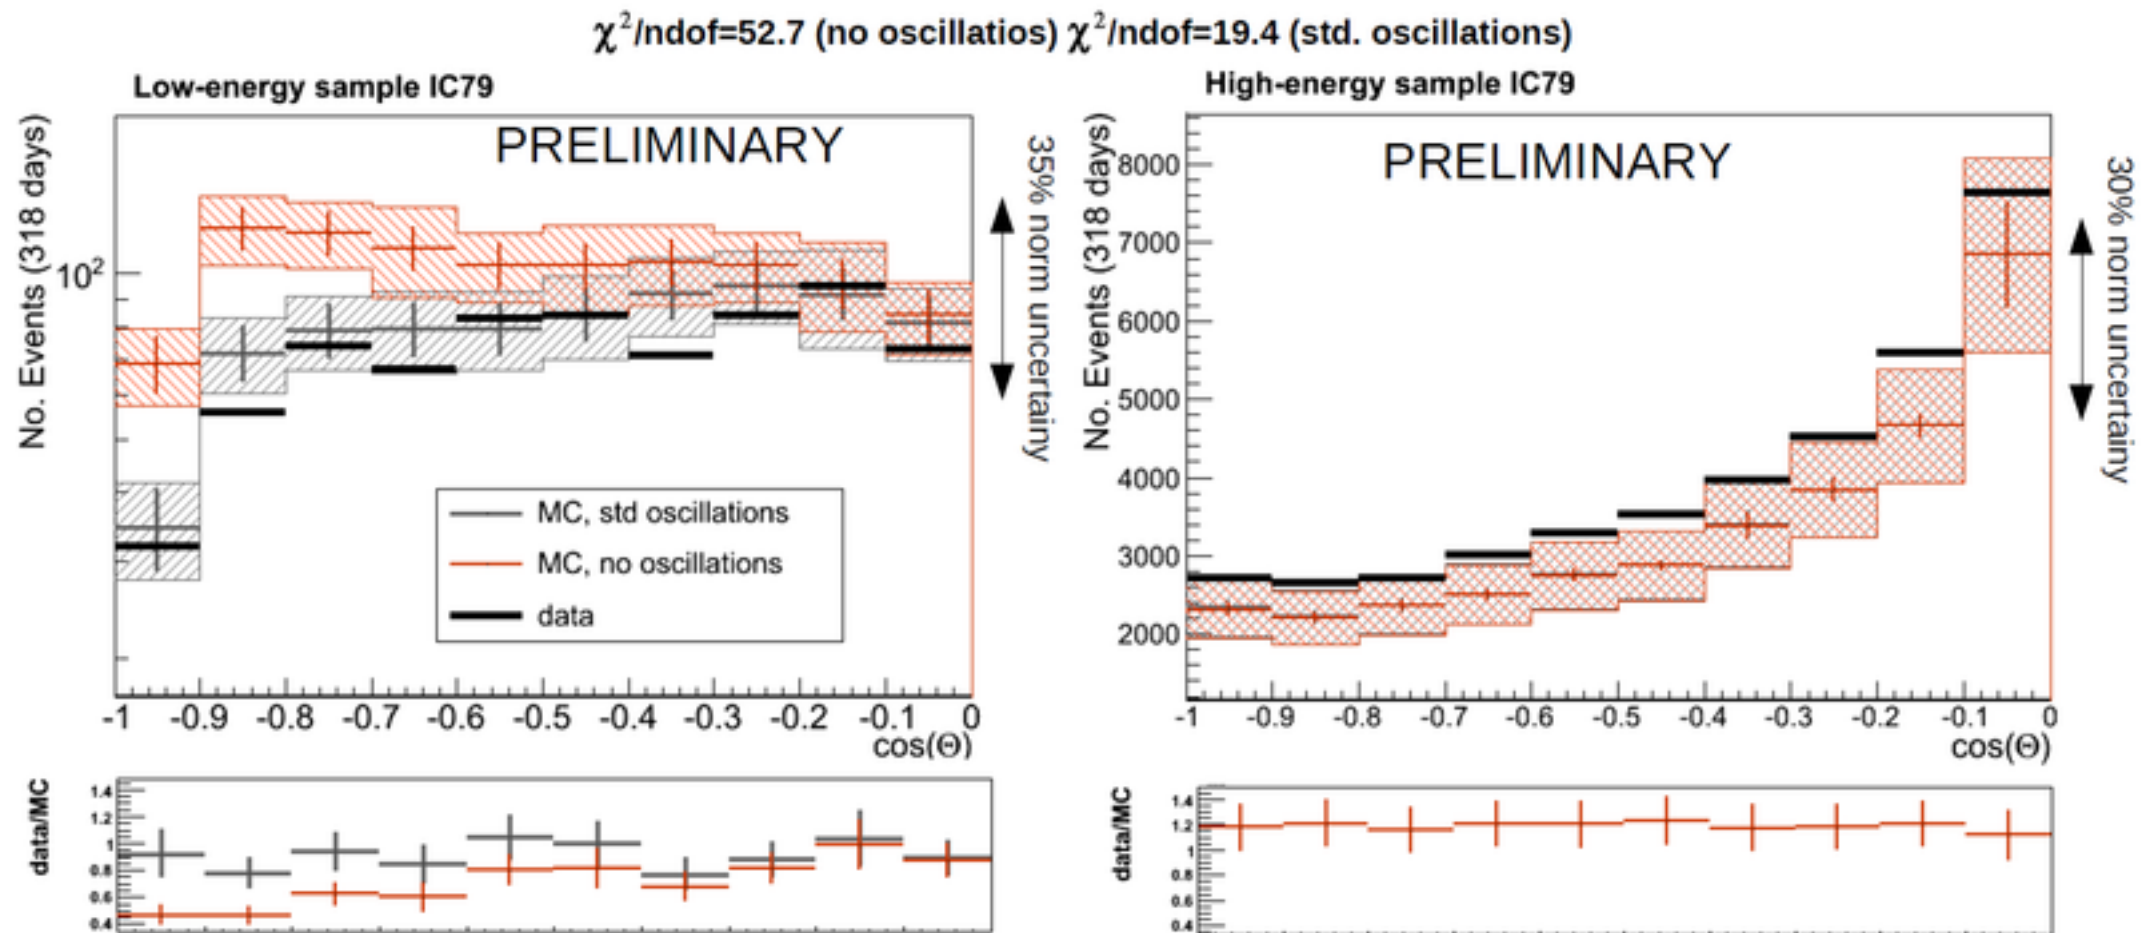 χ²/ndof=52.7 (no oscillatios) χ²/ndof=19.4 (std. oscillations)
Low-energy sample IC79
PRELIMINARY
No. Events (318 days)
10²
35% norm uncertainy
MC, std oscillations
MC, no oscillations
data
-1 -0.9 -0.8 -0.7 -0.6 -0.5 -0.4 -0.3 -0.2 -0.1 0
cos(Θ)
data/MC
1.4
1.2
1
0.8
0.6
0.4
High-energy sample IC79
PRELIMINARY
No. Events (318 days)
8000
7000
6000
5000
4000
3000
2000
30% norm uncertainy
-1 -0.9 -0.8 -0.7 -0.6 -0.5 -0.4 -0.3 -0.2 -0.1 0
cos(Θ)
data/MC
1.4
1.2
1
0.8
0.6
0.4